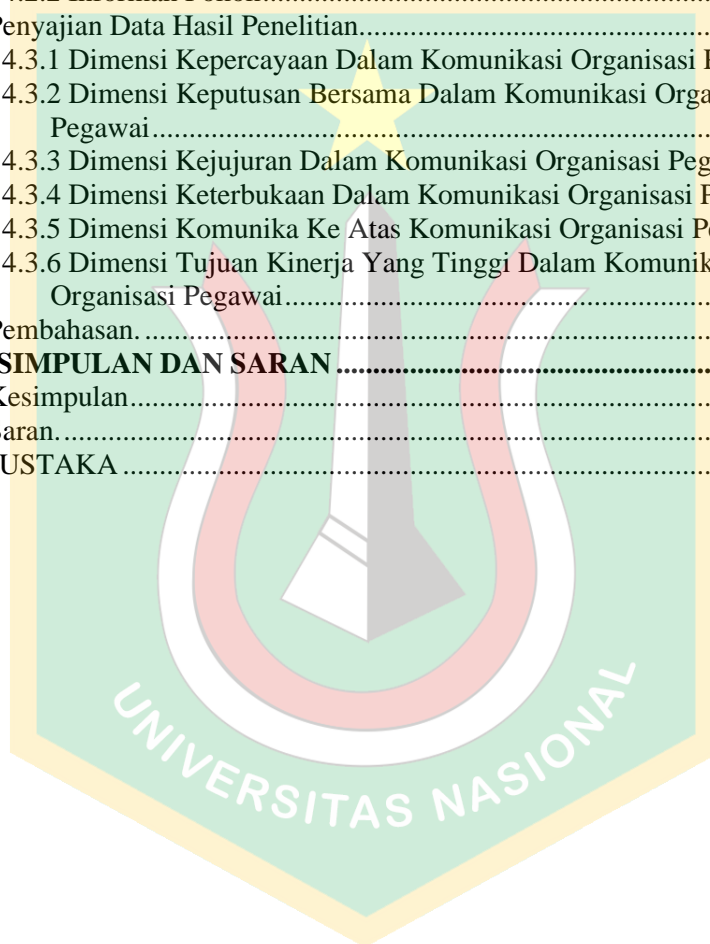 Penyajian Data Hasil Penelitian.......................................................
4.3.1 Dimensi Kepercayaan Dalam Komunikasi Organisasi
4.3.2 Dimensi Keputusan Bersama Dalam Komunikasi
Pegawai.......................................................
4.3.3 Dimensi Kejujuran Dalam Komunikasi Organisasi
4.3.4 Dimensi Keterbukaan Dalam Komunikasi Organisasi
4.3.5 Dimensi Komunika Ke Atas Komunikasi Organisasi
4.3.6 Dimensi Tujuan Kinerja Yang Tinggi Dalam
Organisasi Pegawai.......................................................
Pembahasan. .......................................................
SIMPULAN DAN SARAN .......................................................
Kesimpulan.......................................................
Saran. .......................................................
USTAKA .......................................................
UNIVERSITAS NASIONAL